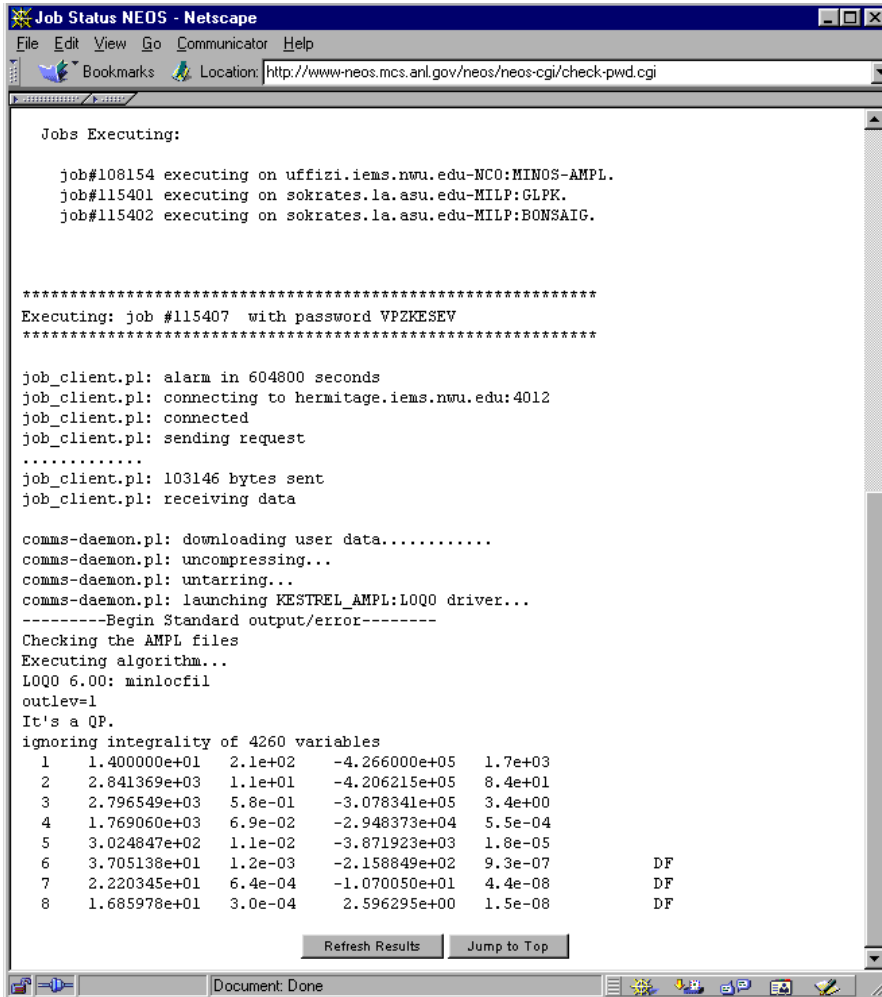 Job Status NEOS - Netscape
File Edit View Go Communicator Help
Bookmarks Location: http://www-neos.mcs.anl.gov/neos/neos-cgi/check-pwd.cgi
Jobs Executing:
job#108154 executing on uffizi.iems.nwu.edu-NCO:MINOS-AMPL.
job#115401 executing on sokrates.la.asu.edu-MILP:GLPK.
job#115402 executing on sokrates.la.asu.edu-MILP:BONSAIG.
*************************************************************
Executing: job #115407  with password VPZKESEV
*************************************************************
job_client.pl: alarm in 604800 seconds
job_client.pl: connecting to hermitage.iems.nwu.edu:4012
job_client.pl: connected
job_client.pl: sending request
.............
job_client.pl: 103146 bytes sent
job_client.pl: receiving data
comms-daemon.pl: downloading user data............
comms-daemon.pl: uncompressing...
comms-daemon.pl: untarring...
comms-daemon.pl: launching KESTREL_AMPL:LOQO driver...
---------Begin Standard output/error--------
Checking the AMPL files
Executing algorithm...
LOQO 6.00: minlocfil
outlev=1
It's a QP.
ignoring integrality of 4260 variables
1 1.400000e+01 2.1e+02 -4.266000e+05 1.7e+03
2 2.841369e+03 1.1e+01 -4.206215e+05 8.4e+01
3 2.796549e+03 5.8e-01 -3.078341e+05 3.4e+00
4 1.769060e+03 6.9e-02 -2.948373e+04 5.5e-04
5 3.024847e+02 1.1e-02 -3.871923e+03 1.8e-05
6 3.705138e+01 1.2e-03 -2.158849e+02 9.3e-07 DF
7 2.220345e+01 6.4e-04 -1.070050e+01 4.4e-08 DF
8 1.685978e+01 3.0e-04 2.596295e+00 1.5e-08 DF
Refresh Results Jump to Top
Document: Done